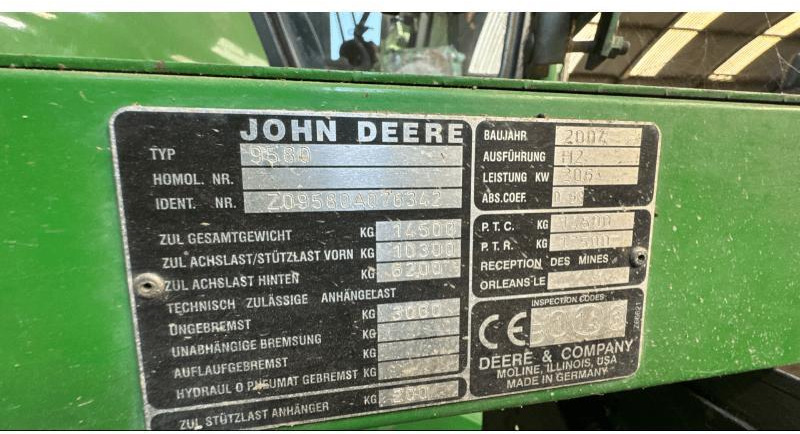 JOHN DEERE
TYP 9580
HOMOL. NR.
IDENT. NR. Z09580A076342
ZUL GESAMTGEWICHT KG 14500
ZUL ACHSLAST/STÜTZLAST VORN KG 10300
ZUL ACHSLAST HINTEN KG 6200
TECHNISCH ZULÄSSIGE ANHÄNGELAST
UNGEBREMST KG
UNABHÄNGIGE BREMSUNG KG
AUFLAUFGEBREMST KG
HYDRAUL O PNEUMAT GEBREMST KG
ZUL STÜTZLAST ANHÄNGER KG
BAUJAHR 2004
AUSFÜHRUNG H2
LEISTUNG KW
ABS.COEF.
P. T. C. KG
P. T. R. KG
RECEPTION DES MINES
ORLEANS LE
INSPECTION CODES
CE
DEERE & COMPANY
MOLINE, ILLINOIS, USA
MADE IN GERMANY